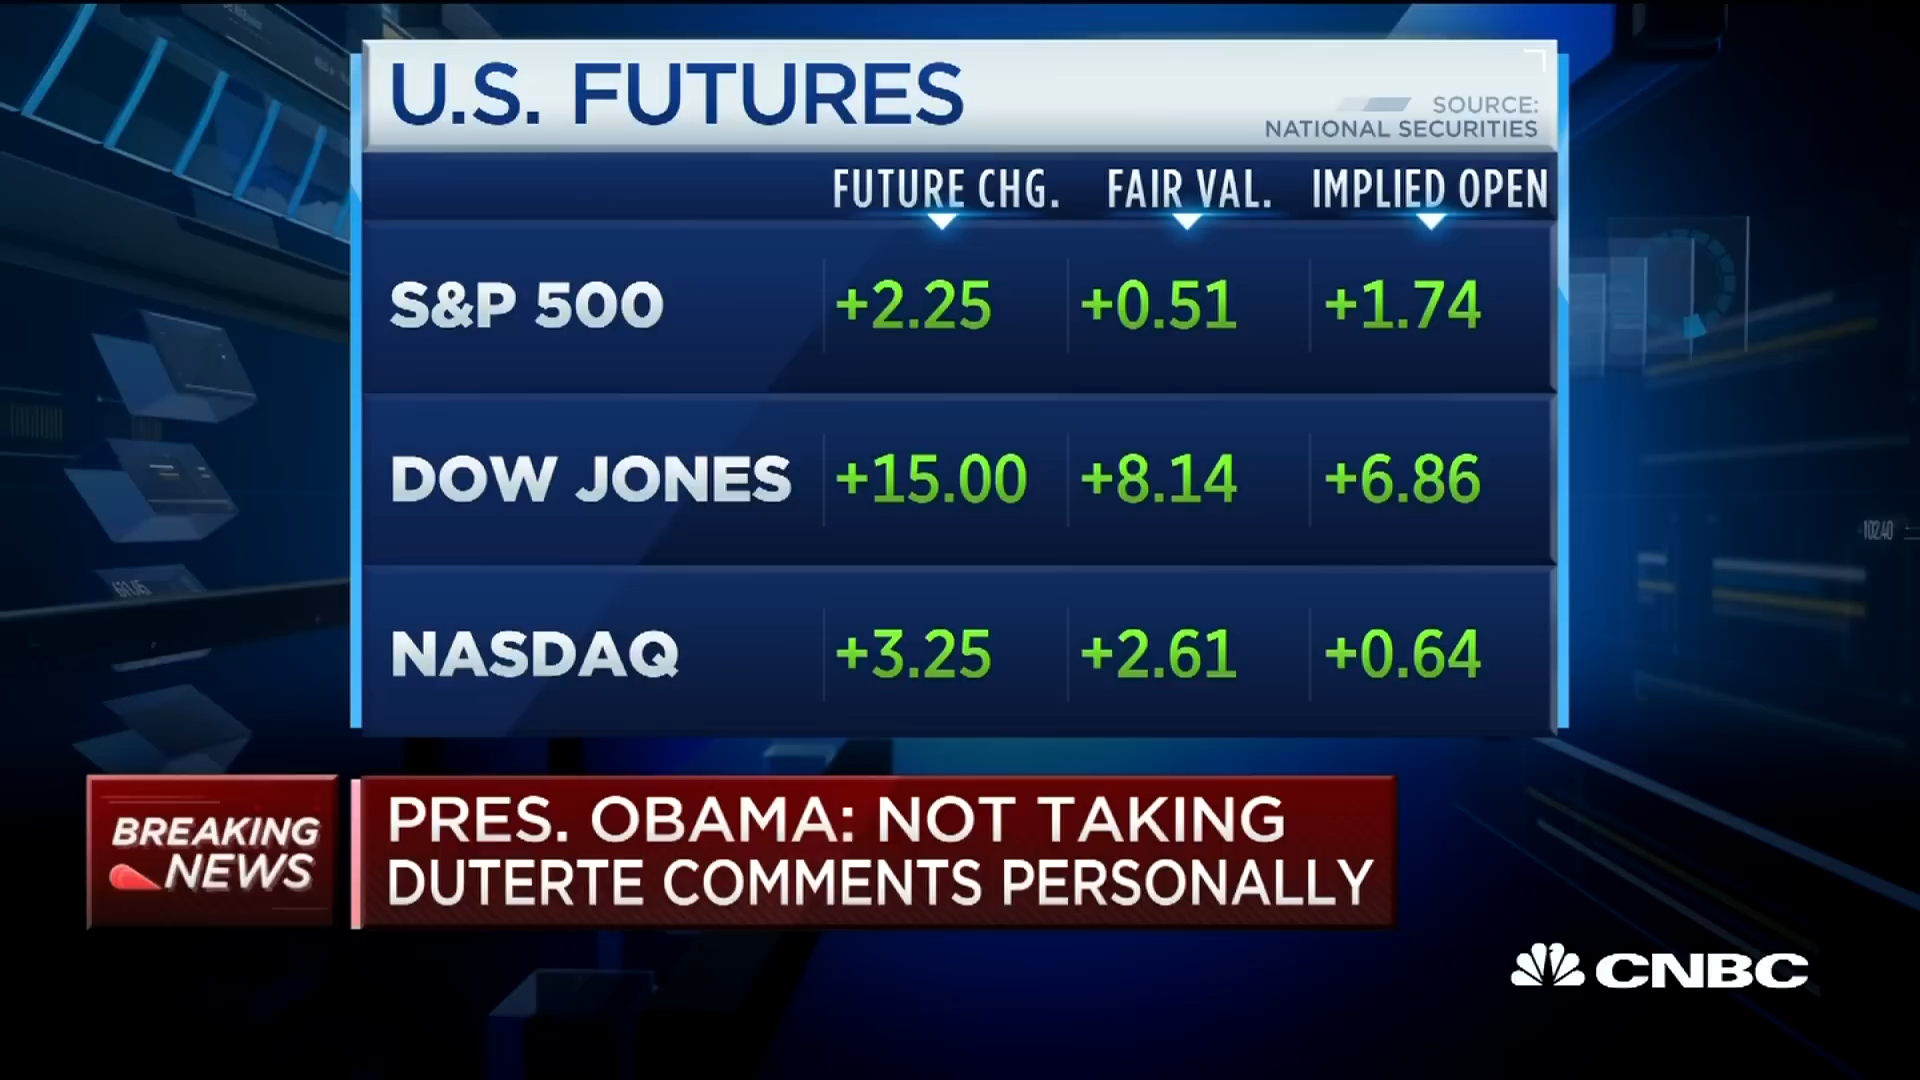 U.S. FUTURES
SOURCE:
NATIONAL SECURITIES
FUTURE CHG. FAIR VAL. IMPLIED OPEN
S&P 500 +2.25 +0.51 +1.74
DOW JONES +15.00 +8.14 +6.86
NASDAQ +3.25 +2.61 +0.64
BREAKING
NEWS
PRES. OBAMA: NOT TAKING
DUTERTE COMMENTS PERSONALLY
CNBC